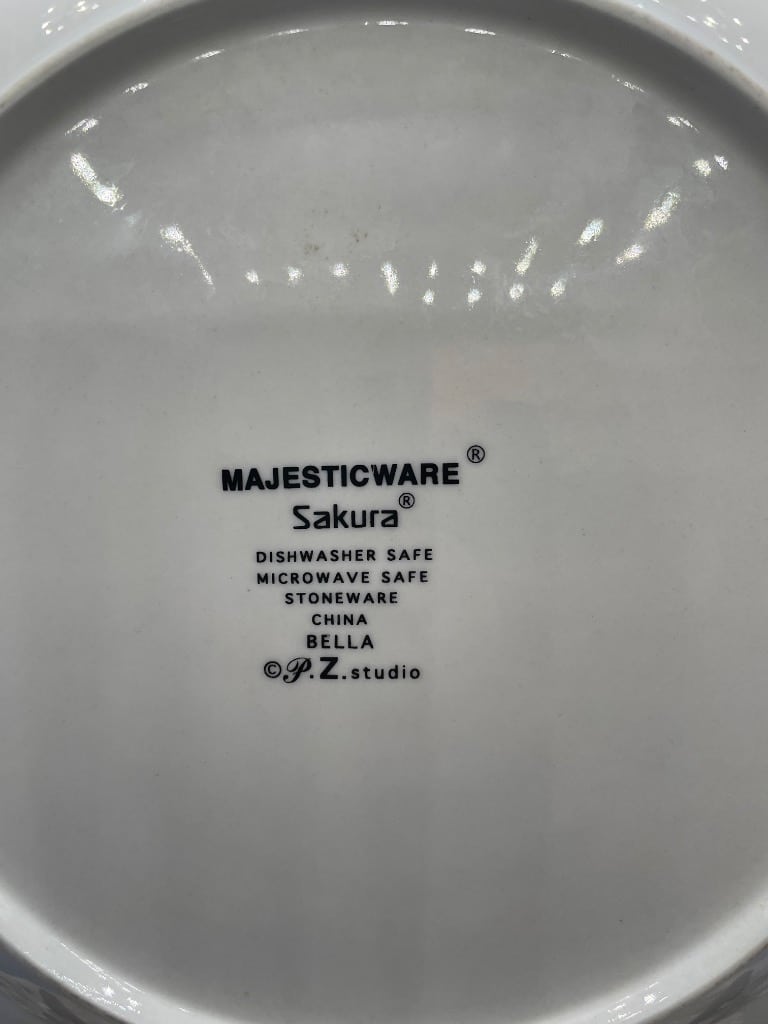 MAJESTICWARE ®
Sakura®
DISHWASHER SAFE
MICROWAVE SAFE
STONEWARE
CHINA
BELLA
©P.Z.studio